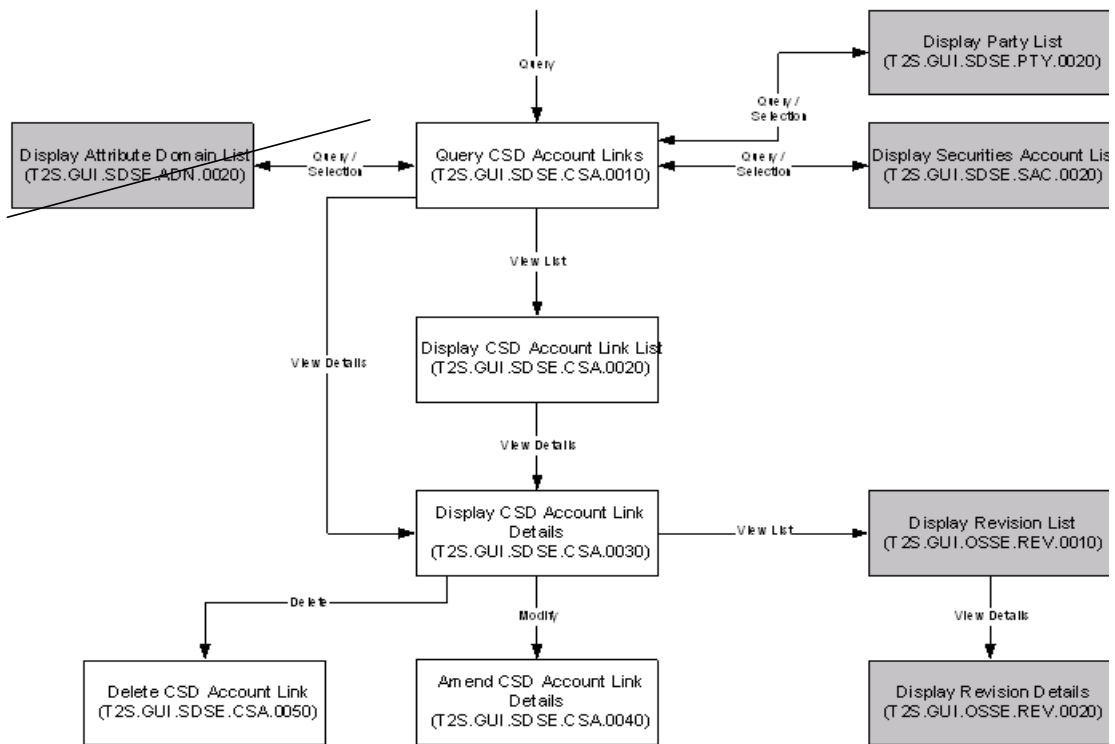 Display Party List
(T2S.GUI.SDSE.PTY.0020)
Query
Query /
Selection
Display Attribute Domain List
(T2S.GUI.SDSE.ADN.0020)
Query /
Selection
Query CSD Account Links
(T2S.GUI.SDSE.CSA.0010)
Query /
Selection
Display Securities Account List
(T2S.GUI.SDSE.SAC.0020)
View List
Display CSD Account Link List
(T2S.GUI.SDSE.CSA.0020)
View Details
View Details
Display CSD Account Link
Details
(T2S.GUI.SDSE.CSA.0030)
View List
Display Revision List
(T2S.GUI.OSSE.REV.0010)
Delete
Modify
View Details
Delete CSD Account Link
(T2S.GUI.SDSE.CSA.0050)
Amend CSD Account Link
Details
(T2S.GUI.SDSE.CSA.0040)
Display Revision Details
(T2S.GUI.OSSE.REV.0020)